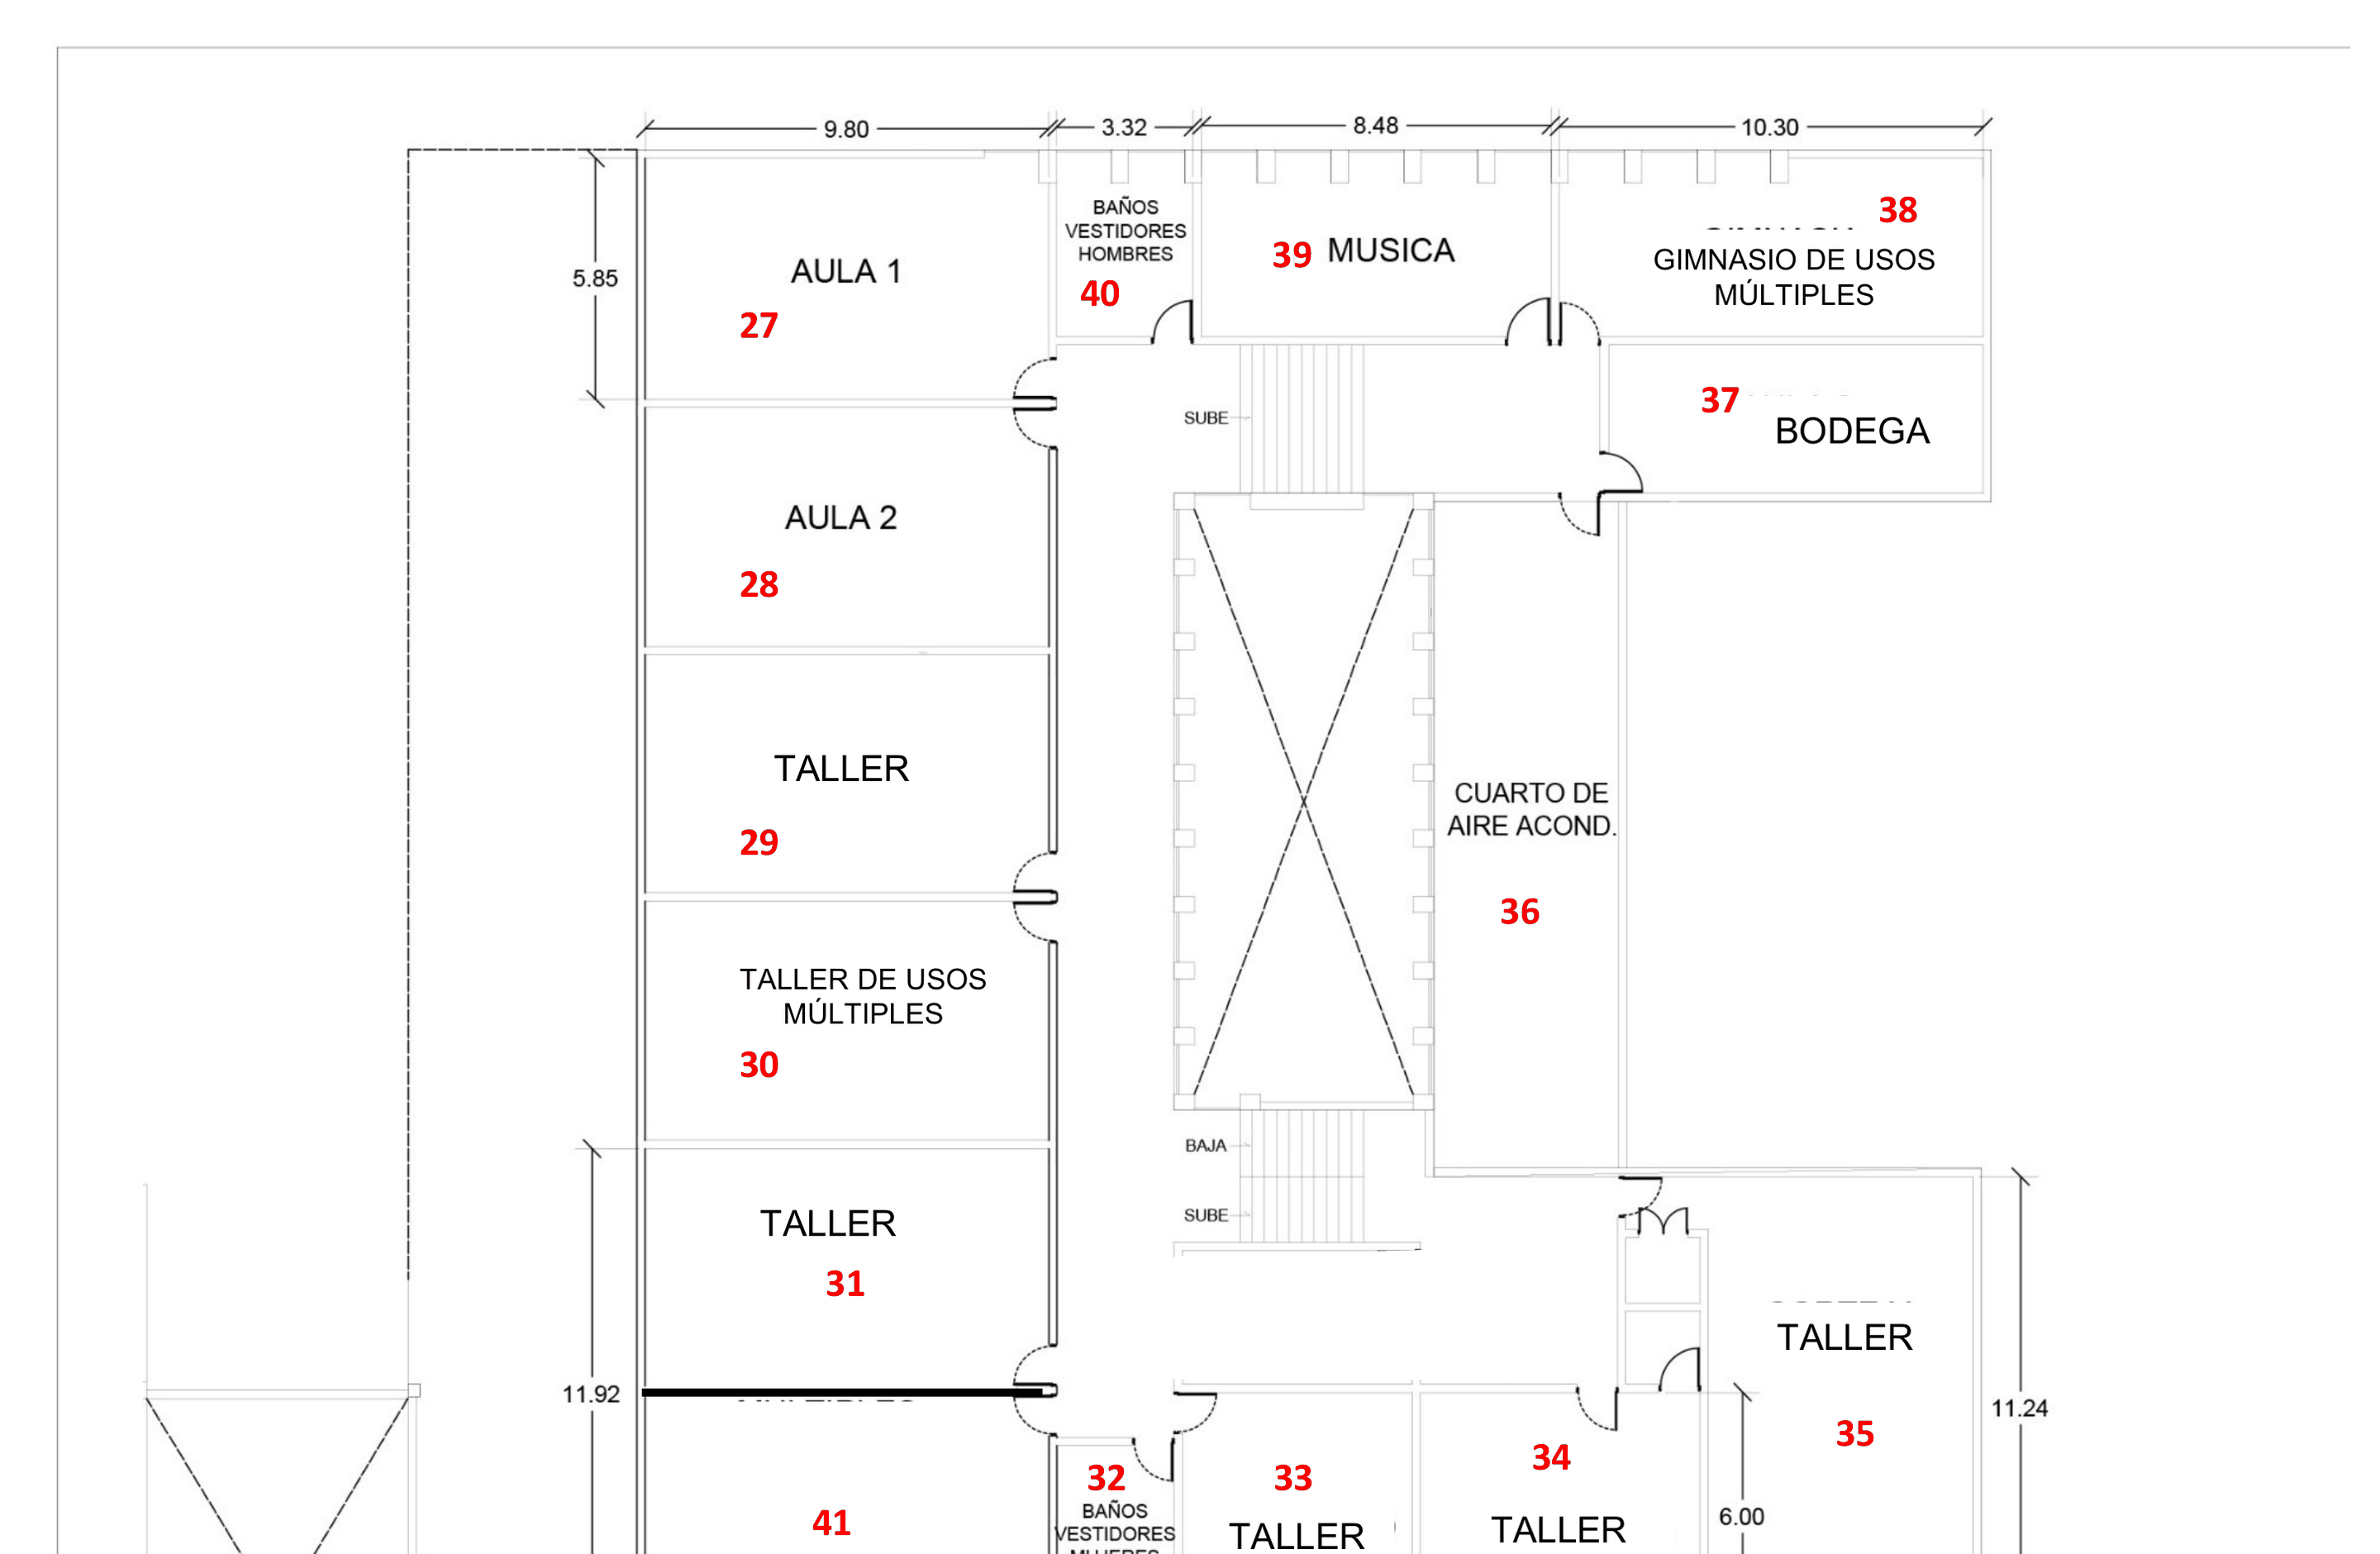 9.80
3.32
8.48
10.30
5.85
AULA 1
27
BAÑOS
VESTIDORES
HOMBRES
40
39 MUSICA
38
GIMNASIO DE USOS
MÚLTIPLES
37
BODEGA
SUBE
AULA 2
28
TALLER
29
CUARTO DE
AIRE ACOND.
36
TALLER DE USOS
MÚLTIPLES
30
BAJA
SUBE
TALLER
31
TALLER
35
11.92
11.24
6.00
41
32
BAÑOS
VESTIDORES
MUJERES
33
TALLER
34
TALLER